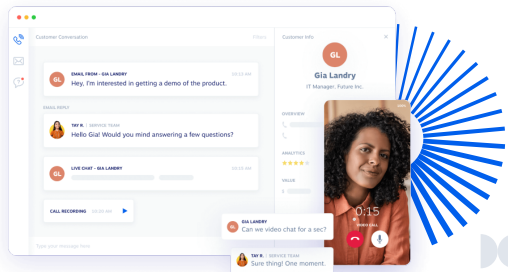 Customer Conversation
Filters
Customer Info
GL
EMAIL FROM - GIA LANDRY
Hey, I'm interested in getting a demo of the product.
EMAIL REPLY
TAY R. | SERVICE TEAM
Hello Gia! Would you mind answering a few questions?
GL
LIVE CHAT - GIA LANDRY
CALL RECORDING
Type your message here
GL
Gia Landry
IT Manager, Future Inc.
OVERVIEW
ANALYTICS
VALUE
0:15
VIDEO CALL
GL
GIA LANDRY
Can we video chat for a sec?
TAY R. | SERVICE TEAM
Sure thing! One moment.